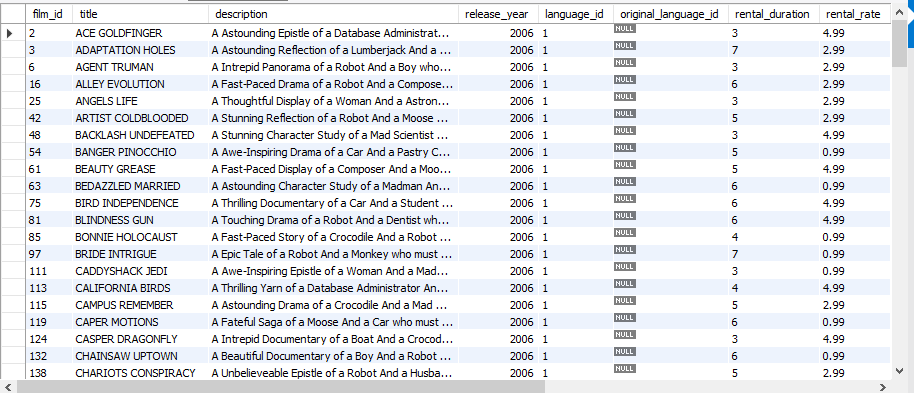 film_id title description release_year language_id original_language_id rental_duration rental_rate
2 ACE GOLDFINGER A Astounding Epistle of a Database Administrat... 2006 1 NULL 3 4.99
3 ADAPTATION HOLES A Astounding Reflection of a Lumberjack And a ... 2006 1 NULL 7 2.99
6 AGENT TRUMAN A Intrepid Panorama of a Robot And a Boy who... 2006 1 NULL 3 2.99
16 ALLEY EVOLUTION A Fast-Paced Drama of a Robot And a Compose... 2006 1 NULL 6 2.99
25 ANGELS LIFE A Thoughtful Display of a Woman And a Astron... 2006 1 NULL 3 2.99
42 ARTIST COLDBLOODED A Stunning Reflection of a Robot And a Moose ... 2006 1 NULL 5 2.99
48 BACKLASH UNDEFEATED A Stunning Character Study of a Mad Scientist ... 2006 1 NULL 3 4.99
54 BANGER PINOCCHIO A Awe-Inspiring Drama of a Car And a Pastry C... 2006 1 NULL 5 0.99
61 BEAUTY GREASE A Fast-Paced Display of a Composer And a Moo... 2006 1 NULL 5 4.99
63 BEDAZZLED MARRIED A Astounding Character Study of a Madman An... 2006 1 NULL 6 0.99
75 BIRD INDEPENDENCE A Thrilling Documentary of a Car And a Student ... 2006 1 NULL 6 4.99
81 BLINDNESS GUN A Touching Drama of a Robot And a Dentist wh... 2006 1 NULL 6 4.99
85 BONNIE HOLOCAUST A Fast-Paced Story of a Crocodile And a Robot ... 2006 1 NULL 4 0.99
97 BRIDE INTRIGUE A Epic Tale of a Robot And a Monkey who must ... 2006 1 NULL 7 0.99
111 CADDYSHACK JEDI A Awe-Inspiring Epistle of a Woman And a Mad... 2006 1 NULL 3 0.99
113 CALIFORNIA BIRDS A Thrilling Yarn of a Database Administrator An... 2006 1 NULL 4 4.99
115 CAMPUS REMEMBER A Astounding Drama of a Crocodile And a Mad ... 2006 1 NULL 5 2.99
119 CAPER MOTIONS A Fateful Saga of a Moose And a Car who must ... 2006 1 NULL 6 0.99
124 CASPER DRAGONFLY A Intrepid Documentary of a Boat And a Crocod... 2006 1 NULL 3 4.99
132 CHAINSAW UPTOWN A Beautiful Documentary of a Boy And a Robot ... 2006 1 NULL 6 0.99
138 CHARIOTS CONSPIRACY A Unbelieveable Epistle of a Robot And a Husba... 2006 1 NULL 5 2.99